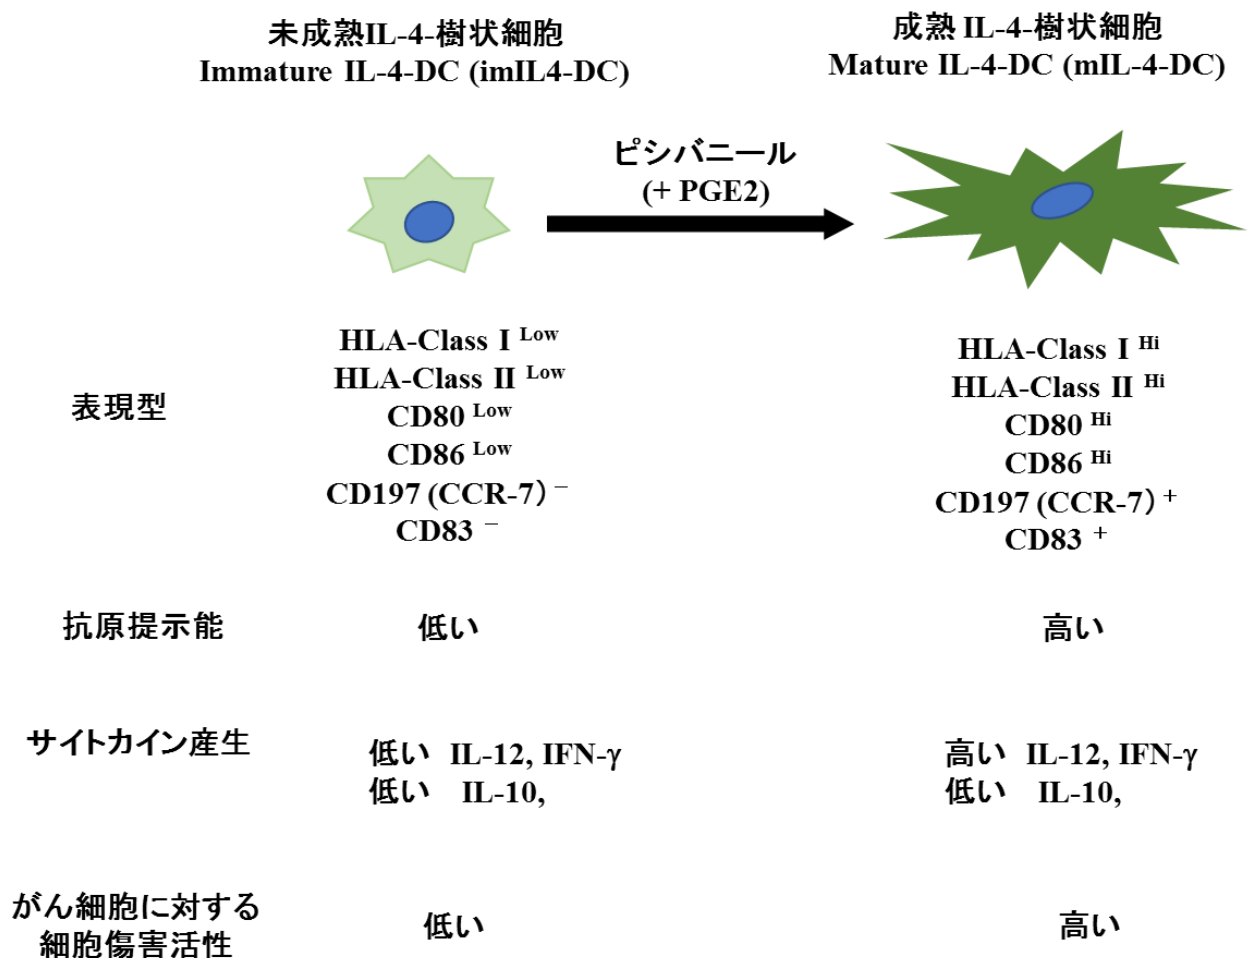 未成熟IL-4-樹状細胞
Immature IL-4-DC (imIL4-DC)
成熟 IL-4-樹状細胞
Mature IL-4-DC (mIL-4-DC)
ピシバニール
(+ PGE2)
表現型
HLA-Class I Low
HLA-Class II Low
CD80 Low
CD86 Low
CD197 (CCR-7) −
CD83 −
HLA-Class I Hi
HLA-Class II Hi
CD80 Hi
CD86 Hi
CD197 (CCR-7) +
CD83 +
抗原提示能
低い
高い
サイトカイン産生
低い IL-12, IFN-γ
低い IL-10,
高い IL-12, IFN-γ
低い IL-10,
がん細胞に対する
細胞傷害活性
低い
高い